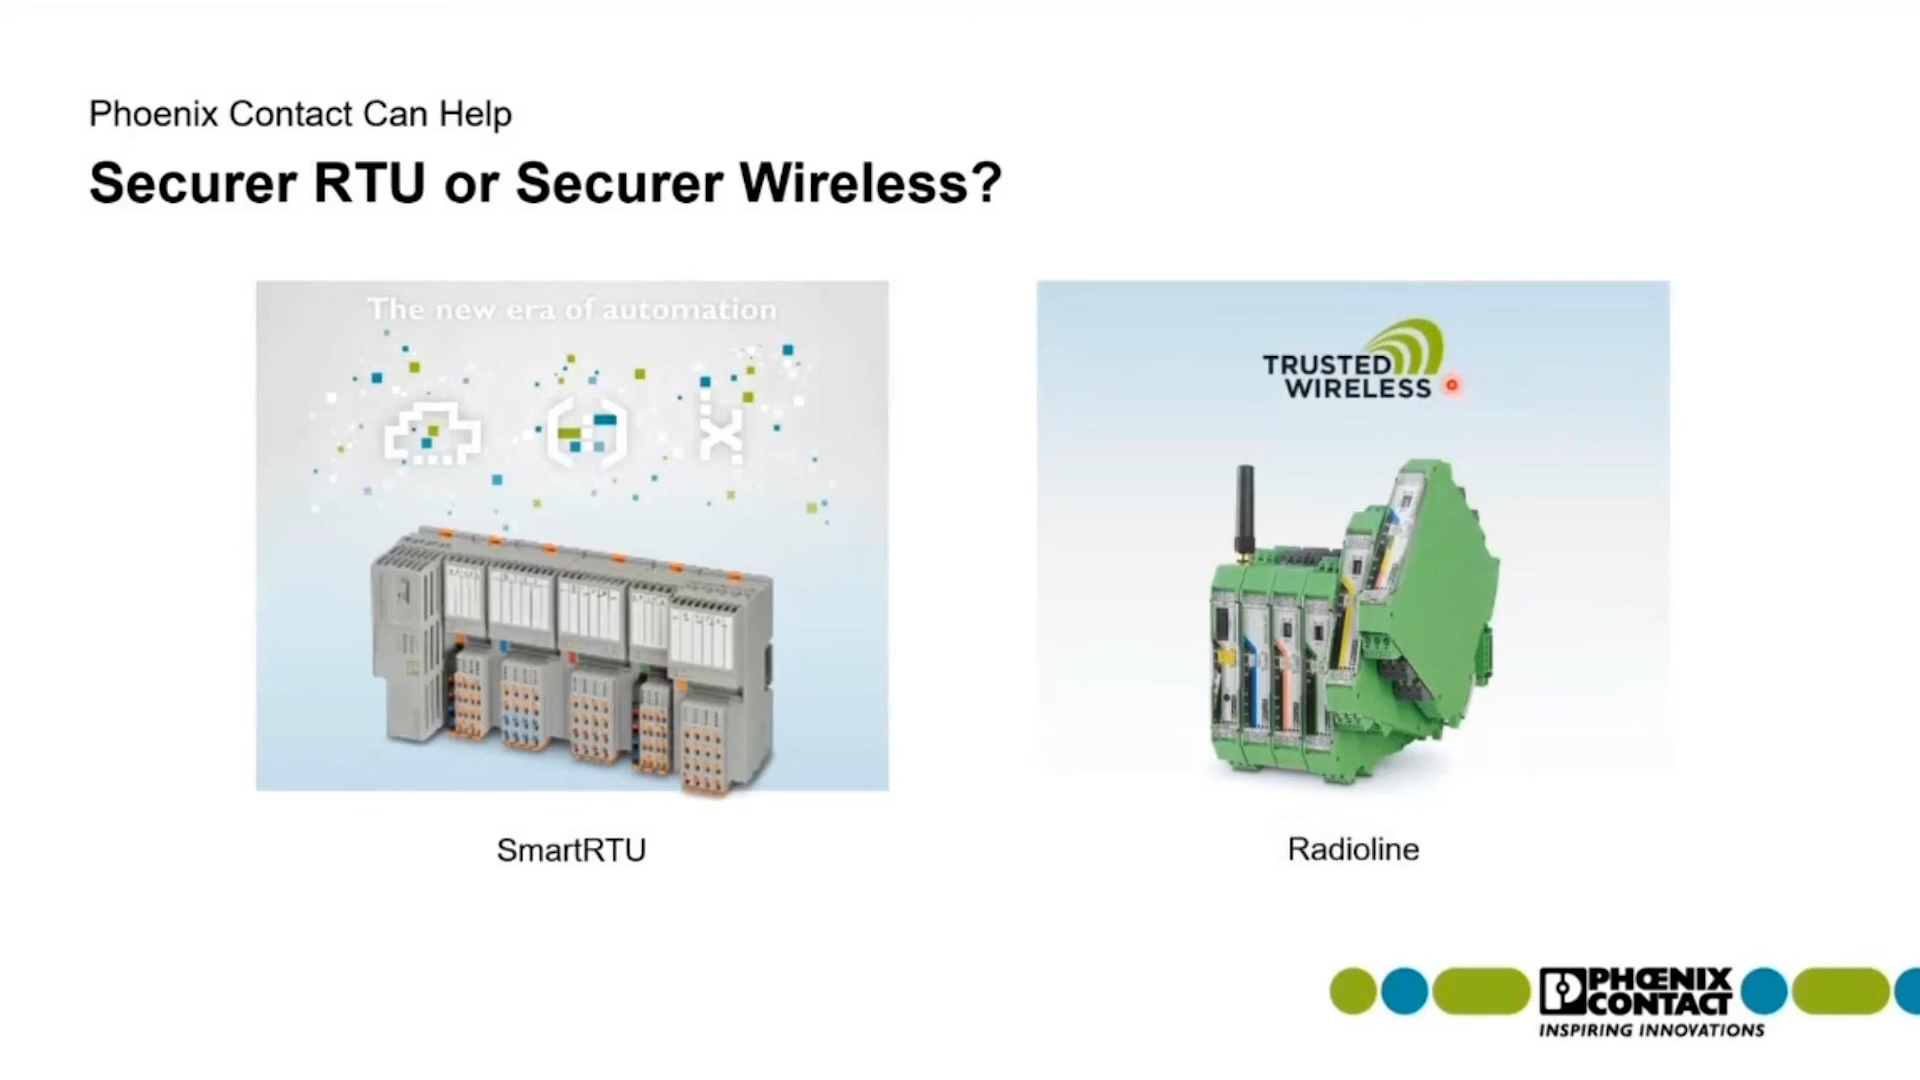 Phoenix Contact Can Help
Securer RTU or Securer Wireless?
The new era of automation
TRUSTED
WIRELESS
SmartRTU
Radioline
PHŒNIX
CONTACT
INSPIRING INNOVATIONS